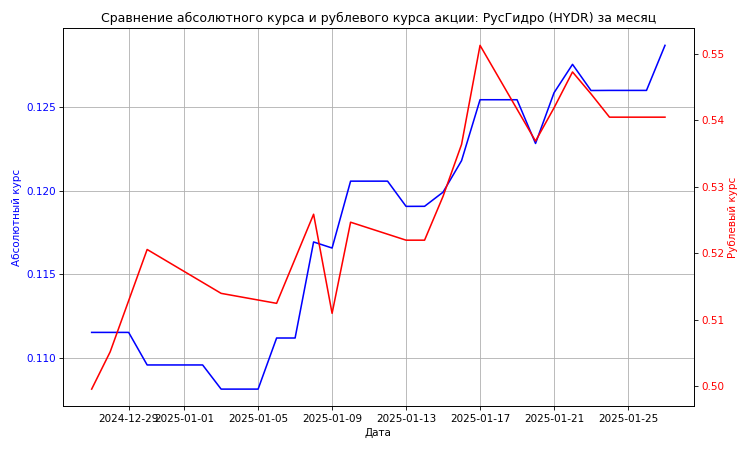 Сравнение абсолютного курса и рублевого курса акции: РусГидро (HYDR) за месяц
Абсолютный курс
0.125
0.120
0.115
0.110
0.55
0.54
0.53
0.52
0.51
0.50
Рублевый курс
2024-12-29 2025-01-01 2025-01-05 2025-01-09 2025-01-13 2025-01-17 2025-01-21 2025-01-25
Дата